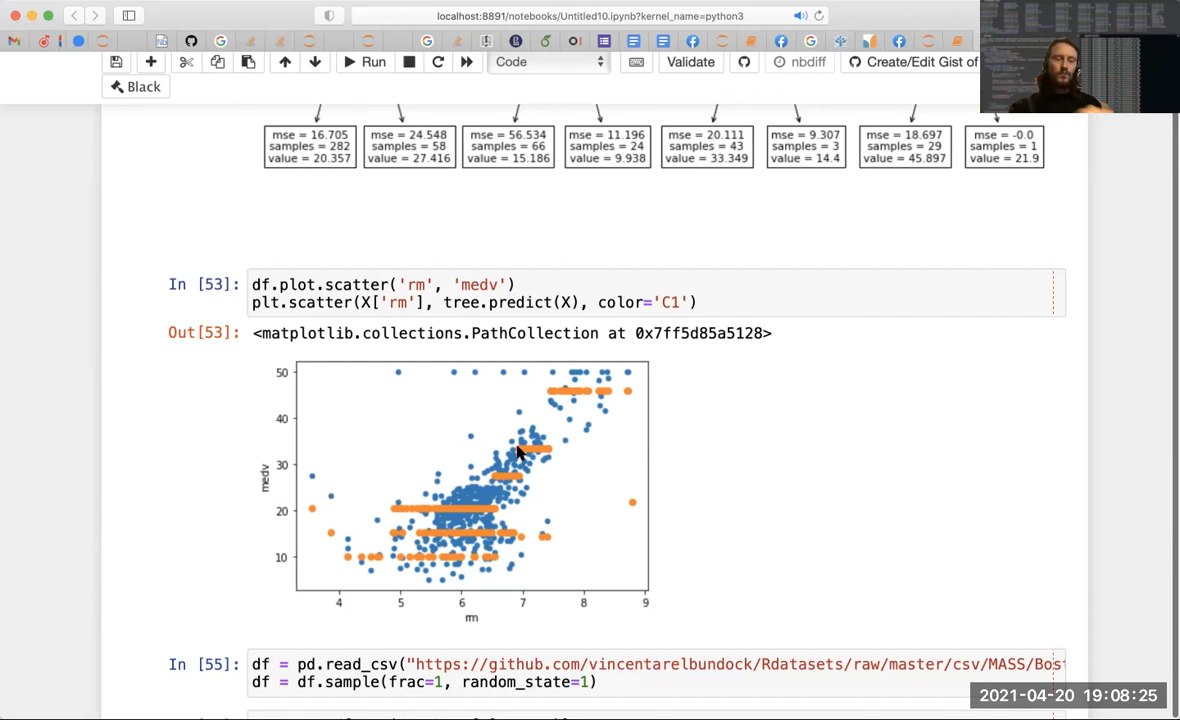 localhost:8891/notebooks/Untitled10.ipynb?kernel_name=python3
Run
Code
Validate
nbdiff
Create/Edit Gist of
Black
mse = 16.705
samples = 282
value = 20.357
mse = 24.548
samples = 58
value = 27.416
mse = 56.534
samples = 66
value = 15.186
mse = 11.196
samples = 24
value = 9.938
mse = 20.111
samples = 43
value = 33.349
mse = 9.307
samples = 3
value = 14.4
mse = 18.697
samples = 29
value = 45.897
mse = -0.0
samples = 1
value = 21.9
In [53]:
df.plot.scatter('rm', 'medv')
plt.scatter(X['rm'], tree.predict(X), color='C1')
Out[53]:
<matplotlib.collections.PathCollection at 0x7ff5d85a5128>
50
40
30
20
10
medv
4 5 6 7 8 9
rm
In [55]:
df = pd.read_csv("https://github.com/vincentarelbundock/Rdatasets/raw/master/csv/MASS/Bos
df = df.sample(frac=1, random_state=1)
2021-04-20 19:08:25